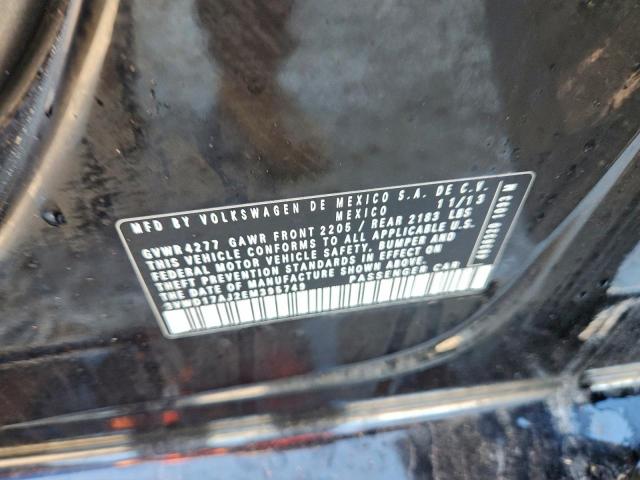 MFD BY VOLKSWAGEN DE MEXICO S.A. DE C.V.
MEXICO 11/13
GVWR 4277 GAWR FRONT 2205 / REAR 2183 LBS
THIS VEHICLE CONFORMS TO ALL APPLICABLE U.S.
FEDERAL MOTOR VEHICLE SAFETY, BUMPER AND
THEFT PREVENTION STANDARDS IN EFFECT ON
THE DATE OF MANUFACTURE SHOWN ABOVE.
PASSENGER CAR